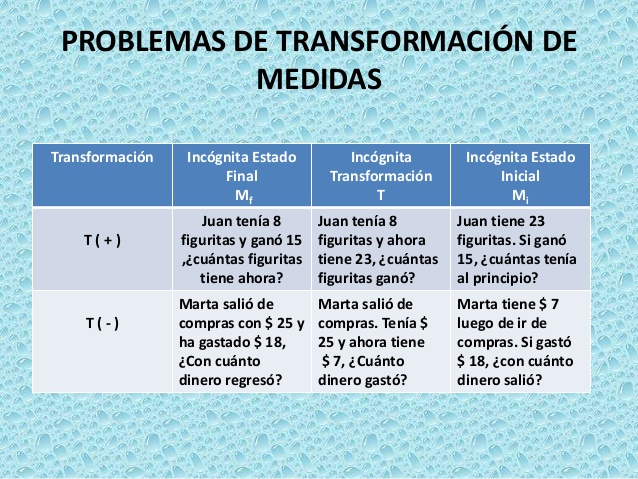 PROBLEMAS DE TRANSFORMACIÓN DE
MEDIDAS
Transformación
Incógnita Estado
Final
Mf
Incógnita
Transformación
T
Incógnita Estado
Inicial
Mi
T ( + )
Juan tenía 8
figuritas y ganó 15
,¿cuántas figuritas
tiene ahora?
Juan tenía 8
figuritas y ahora
tiene 23, ¿cuántas
figuritas ganó?
Juan tiene 23
figuritas. Si ganó
15, ¿cuántas tenía
al principio?
T ( - )
Marta salió de
compras con $ 25 y
ha gastado $ 18,
¿Con cuánto
dinero regresó?
Marta salió de
compras. Tenía $
25 y ahora tiene
$ 7, ¿Cuánto
dinero gastó?
Marta tiene $ 7
luego de ir de
compras. Si gastó
$ 18, ¿con cuánto
dinero salió?